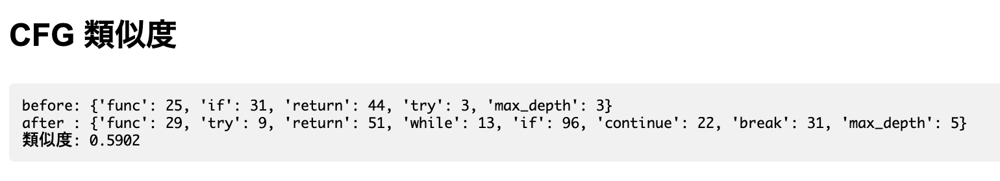 CFG 類似度
before: {'func': 25, 'if': 31, 'return': 44, 'try': 3, 'max_depth': 3}
after : {'func': 29, 'try': 9, 'return': 51, 'while': 13, 'if': 96, 'continue': 22, 'break': 31, 'max_depth': 5}
類似度: 0.5902